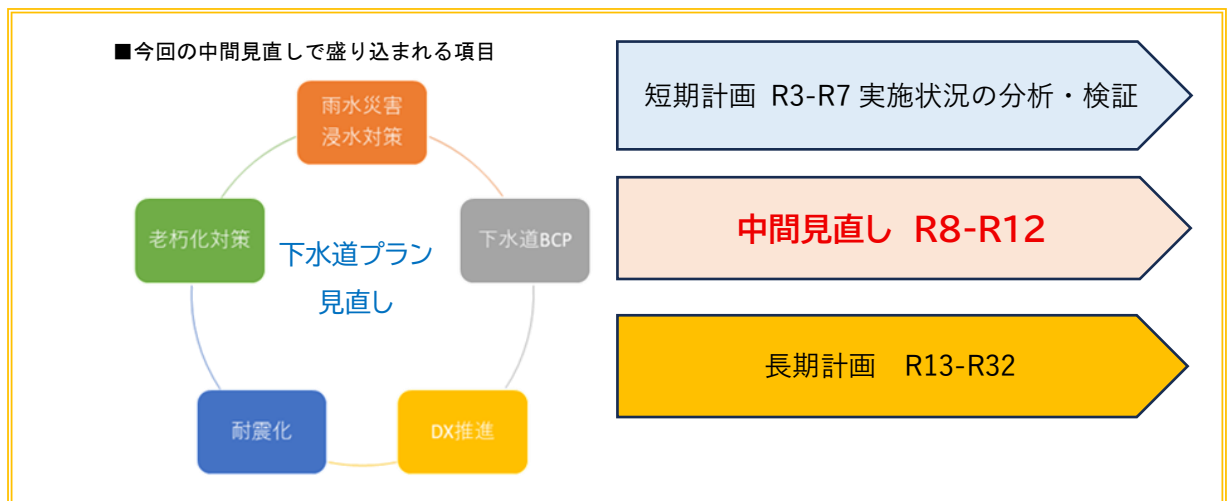 ■今回の中間見直しで盛り込まれる項目
雨水災害
浸水対策
下水道BCP
DX推進
耐震化
老朽化対策
下水道プラン
見直し
短期計画 R3-R7 実施状況の分析・検証
中間見直し R8-R12
長期計画　R13-R32